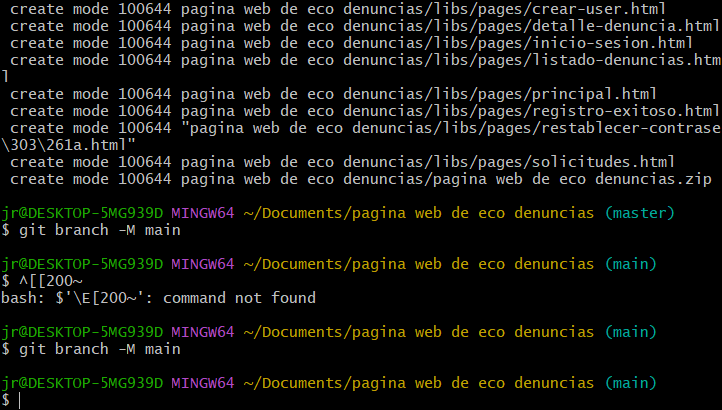 create mode 100644 pagina web de eco denuncias/libs/pages/crear-user.html
create mode 100644 pagina web de eco denuncias/libs/pages/detalle-denuncia.html
create mode 100644 pagina web de eco denuncias/libs/pages/inicio-sesion.html
create mode 100644 pagina web de eco denuncias/libs/pages/listado-denuncias.htm
l
create mode 100644 pagina web de eco denuncias/libs/pages/principal.html
create mode 100644 pagina web de eco denuncias/libs/pages/registro-exitoso.html
create mode 100644 "pagina web de eco denuncias/libs/pages/restablecer-contrase
\303\261a.html"
create mode 100644 pagina web de eco denuncias/libs/pages/solicitudes.html
create mode 100644 pagina web de eco denuncias/pagina web de eco denuncias.zip
jr@DESKTOP-5MG939D MINGW64 ~/Documents/pagina web de eco denuncias (master)
$ git branch -M main
jr@DESKTOP-5MG939D MINGW64 ~/Documents/pagina web de eco denuncias (main)
$ ^[[200~
bash: $'\E[200~': command not found
jr@DESKTOP-5MG939D MINGW64 ~/Documents/pagina web de eco denuncias (main)
$ git branch -M main
jr@DESKTOP-5MG939D MINGW64 ~/Documents/pagina web de eco denuncias (main)
$